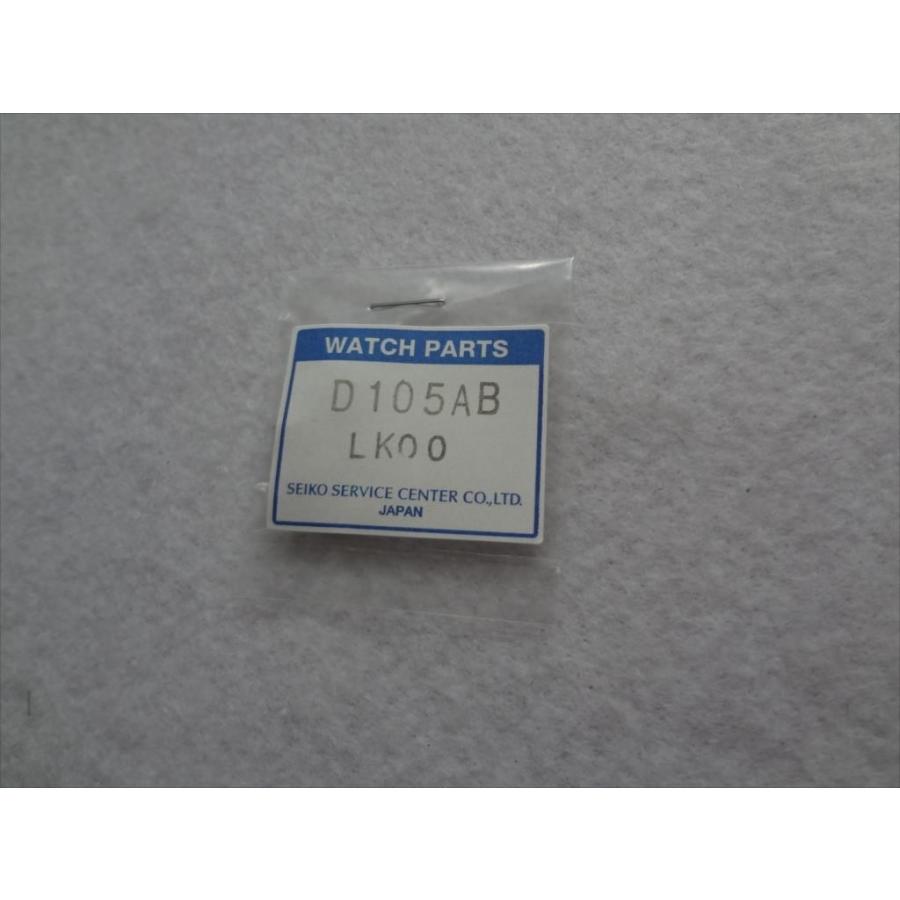 WATCH PARTS
D105AB
LK00
SEIKO SERVICE CENTER CO.,LTD.
JAPAN